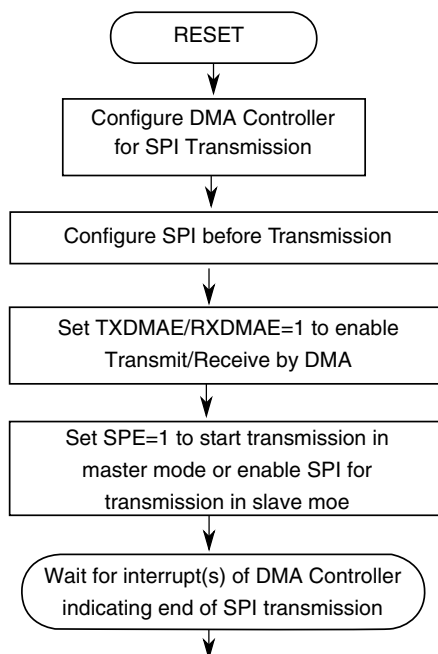 RESET
Configure DMA Controller
for SPI Transmission
Configure SPI before Transmission
Set TXDMAE/RXDMAE=1 to enable
Transmit/Receive by DMA
Set SPE=1 to start transmission in
master mode or enable SPI for
transmission in slave moe
Wait for interrupt(s) of DMA Controller
indicating end of SPI transmission